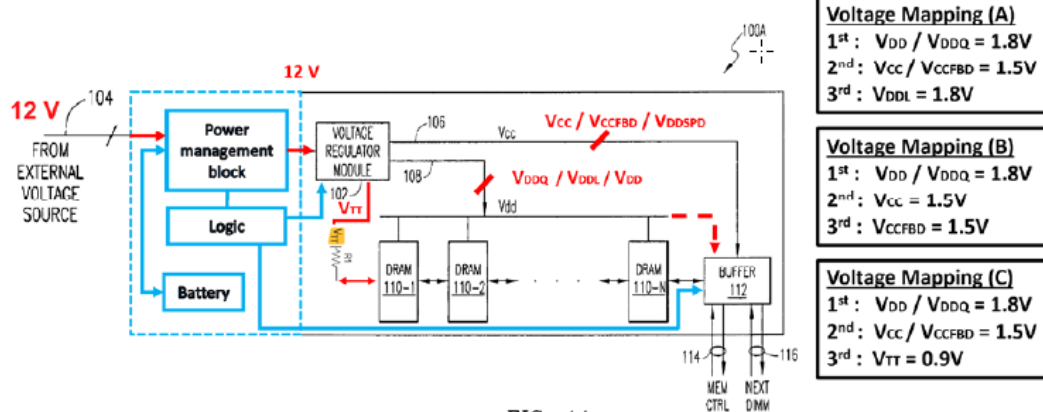 100A
12 V
12 V
104
FROM
EXTERNAL
VOLTAGE
SOURCE
Power
management
block
Logic
Battery
VOLTAGE
REGULATOR
MODULE
102
106
Vcc
VCC / VCCFBD / VDDSPD
108
VDDQ / VDDL / VDD
VTT
Vdd
VTT
R1
DRAM
110-1
DRAM
110-2
. . . . .
DRAM
110-N
BUFFER
112
114
116
MEM
CTRL
NEXT
DIMM
Voltage Mapping (A)
1st : VDD / VDDQ = 1.8V
2nd : VCC / VCCFBD = 1.5V
3rd : VDDL = 1.8V
Voltage Mapping (B)
1st : VDD / VDDQ = 1.8V
2nd : VCC = 1.5V
3rd : VCCFBD = 1.5V
Voltage Mapping (C)
1st : VDD / VDDQ = 1.8V
2nd : VCC / VCCFBD = 1.5V
3rd : VTT = 0.9V